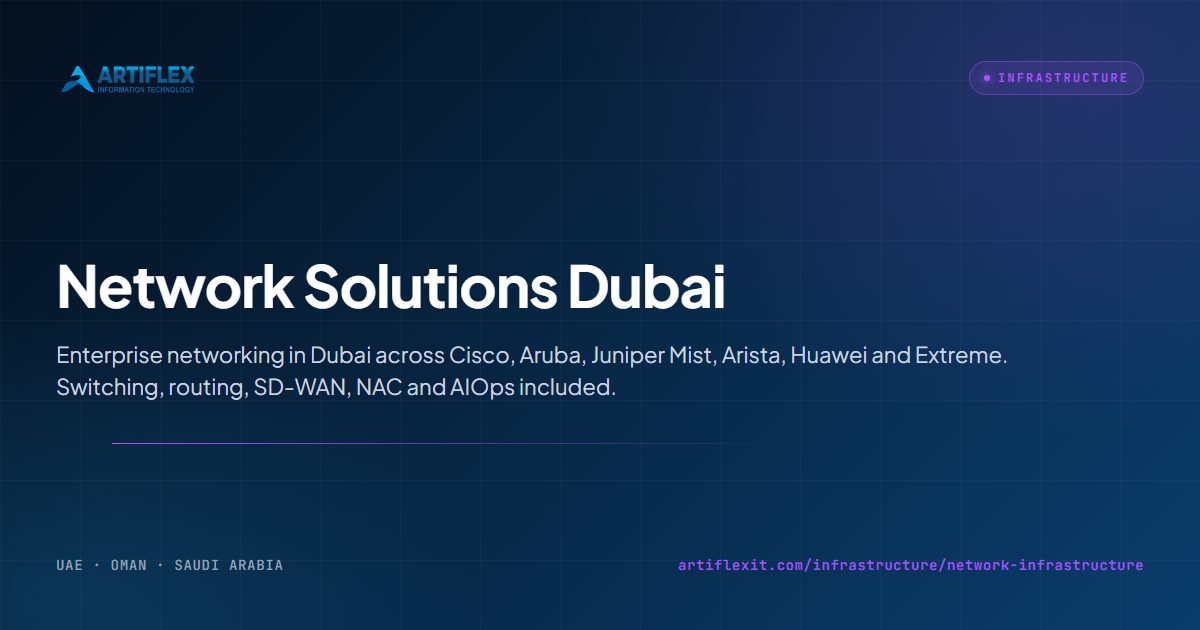 ARTIFLEX
INFORMATION TECHNOLOGY
INFRASTRUCTURE
Network Solutions Dubai
Enterprise networking in Dubai across Cisco, Aruba, Juniper Mist, Arista, Huawei and Extreme.
Switching, routing, SD-WAN, NAC and AIOps included.
UAE · OMAN · SAUDI ARABIA
artiflexit.com/infrastructure/network-infrastructure